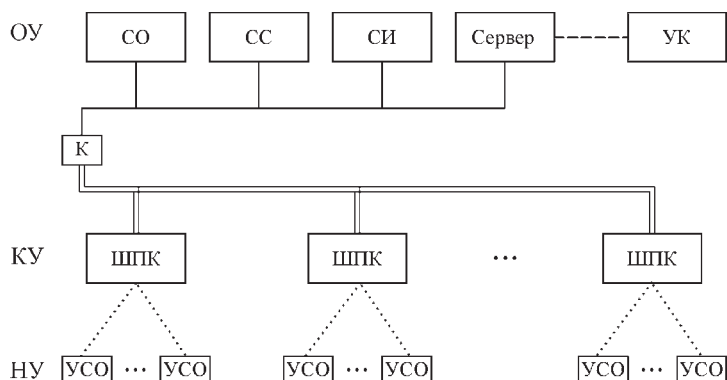 ОУ СО СС СИ Сервер УК
К
КУ ШПК ШПК ... ШПК
НУ УСО ... УСО УСО ... УСО УСО ... УСО